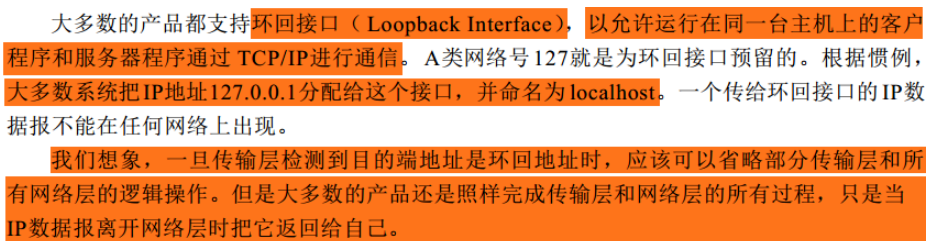 大多数的产品都支持环回接口（Loopback Interface），以允许运行在同一台主机上的客户
程序和服务器程序通过 TCP/IP进行通信。A类网络号127就是为环回接口预留的。根据惯例，
大多数系统把IP地址127.0.0.1分配给这个接口，并命名为 localhost。一个传给环回接口的IP数
据报不能在任何网络上出现。
我们想象，一旦传输层检测到目的端地址是环回地址时，应该可以省略部分传输层和所
有网络层的逻辑操作。但是大多数的产品还是照样完成传输层和网络层的所有过程，只是当
IP数据报离开网络层时把它返回给自己。